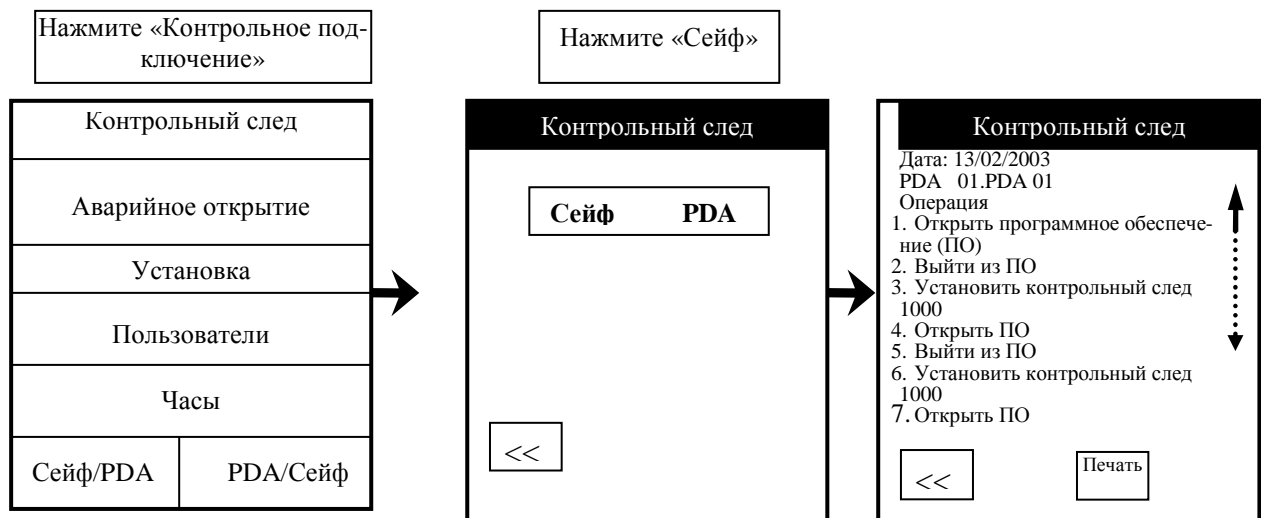 Нажмите «Контрольное под-
ключение»
Контрольный след
Аварийное открытие
Установка
Пользователи
Часы
Сейф/PDA PDA/Сейф
Нажмите «Сейф»
Контрольный след
Сейф PDA
<<
Контрольный след
Дата: 13/02/2003
PDA 01.PDA 01
Операция
1. Открыть программное обеспече-
ние (ПО)
2. Выйти из ПО
3. Установить контрольный след
1000
4. Открыть ПО
5. Выйти из ПО
6. Установить контрольный след
1000
7. Открыть ПО
<< Печать